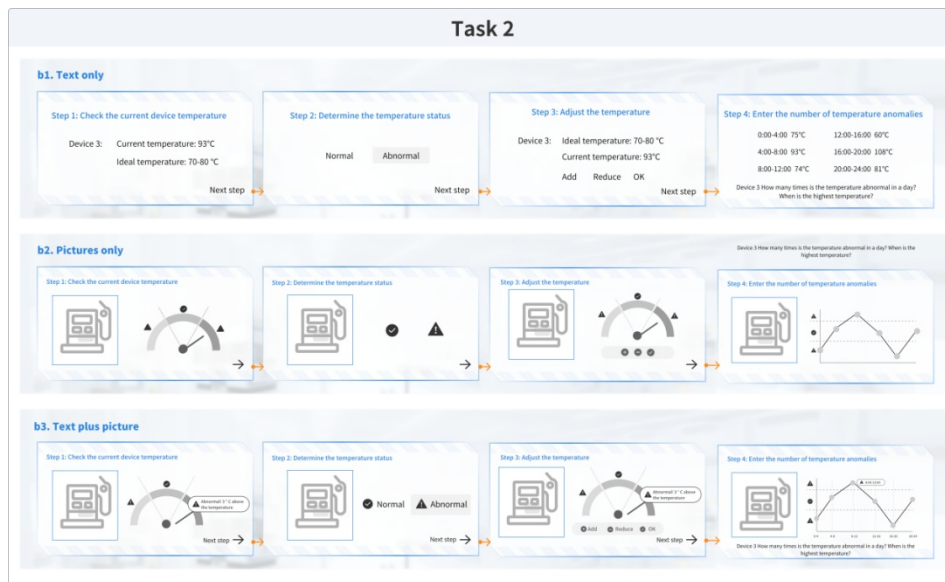 Task 2
b1. Text only
Step 1: Check the current device temperature
Device 3: Current temperature: 93°C
Ideal temperature: 70-80 °C
Next step
Step 2: Determine the temperature status
Normal Abnormal
Next step
Step 3: Adjust the temperature
Device 3: Ideal temperature: 70-80 °C
Current temperature: 93°C
Add Reduce OK
Next step
Step 4: Enter the number of temperature anomalies
0:00-4:00 75°C 12:00-16:00 60°C
4:00-8:00 93°C 16:00-20:00 108°C
8:00-12:00 74°C 20:00-24:00 81°C
Device 3 How many times is the temperature abnormal in a day?
When is the highest temperature?
b2. Pictures only
Device 3 How many times is the temperature abnormal in a day? When is the
highest temperature?
Step 1: Check the current device temperature
Step 2: Determine the temperature status
Step 3: Adjust the temperature
Step 4: Enter the number of temperature anomalies
b3. Text plus picture
Step 1: Check the current device temperature
the temperature
Next step
Step 2: Determine the temperature status
Normal Abnormal
Next step
Step 3: Adjust the temperature
the temperature
Add Reduce OK
Next step
Step 4: Enter the number of temperature anomalies
Device 3 How many times is the temperature abnormal in a day? When is the
highest temperature?